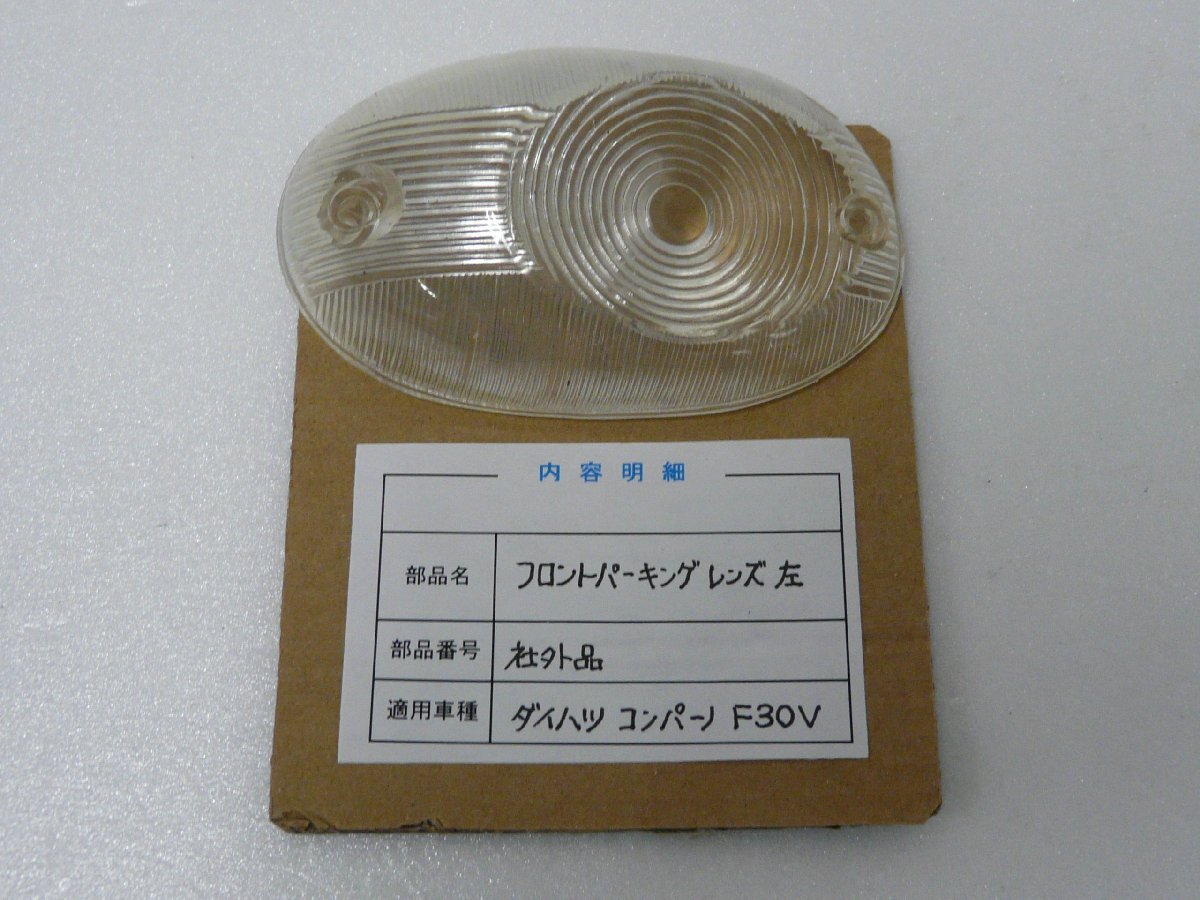 内容明細
部品名 フロントパーキングレンズ 左
部品番号 社外品
適用車種 ダイハツ コンパーノ F30V